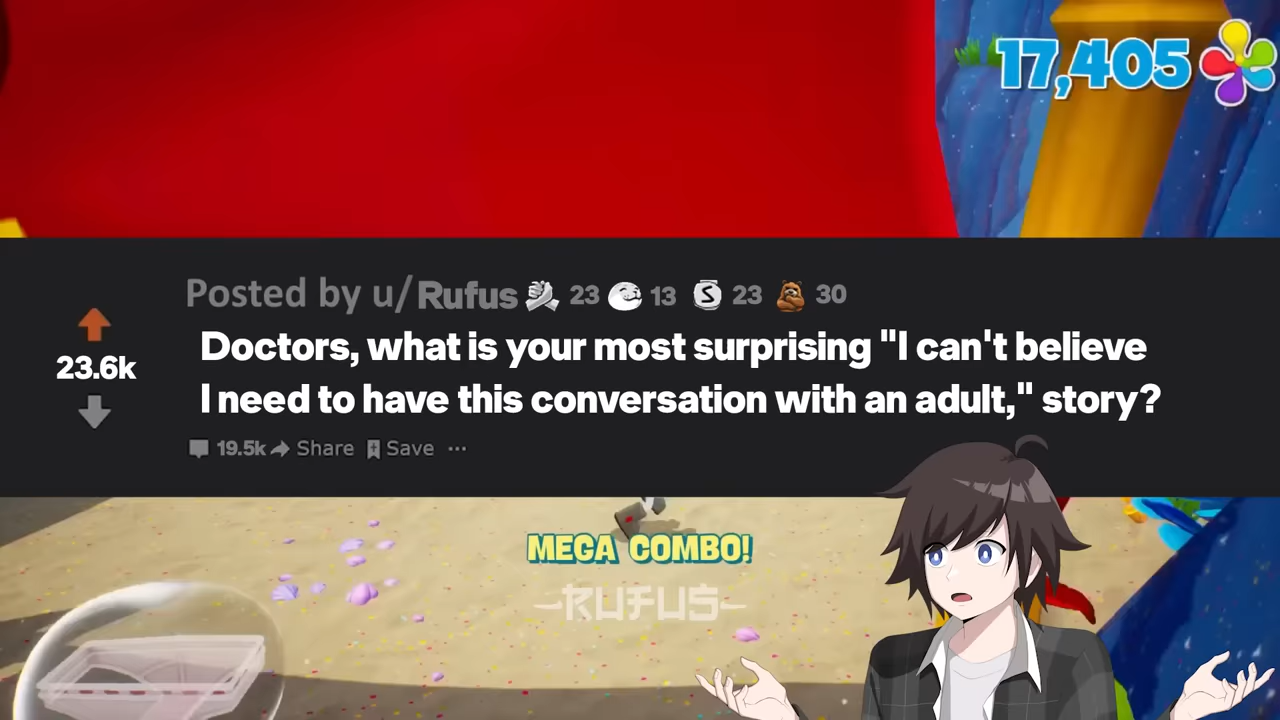 17,405
Posted by u/Rufus 23 13 S 23 30
Doctors, what is your most surprising "I can't believe
23.6k
I need to have this conversation with an adult," story?
19.5k Share Save ...
MEGA COMBO!
-RUFUS-